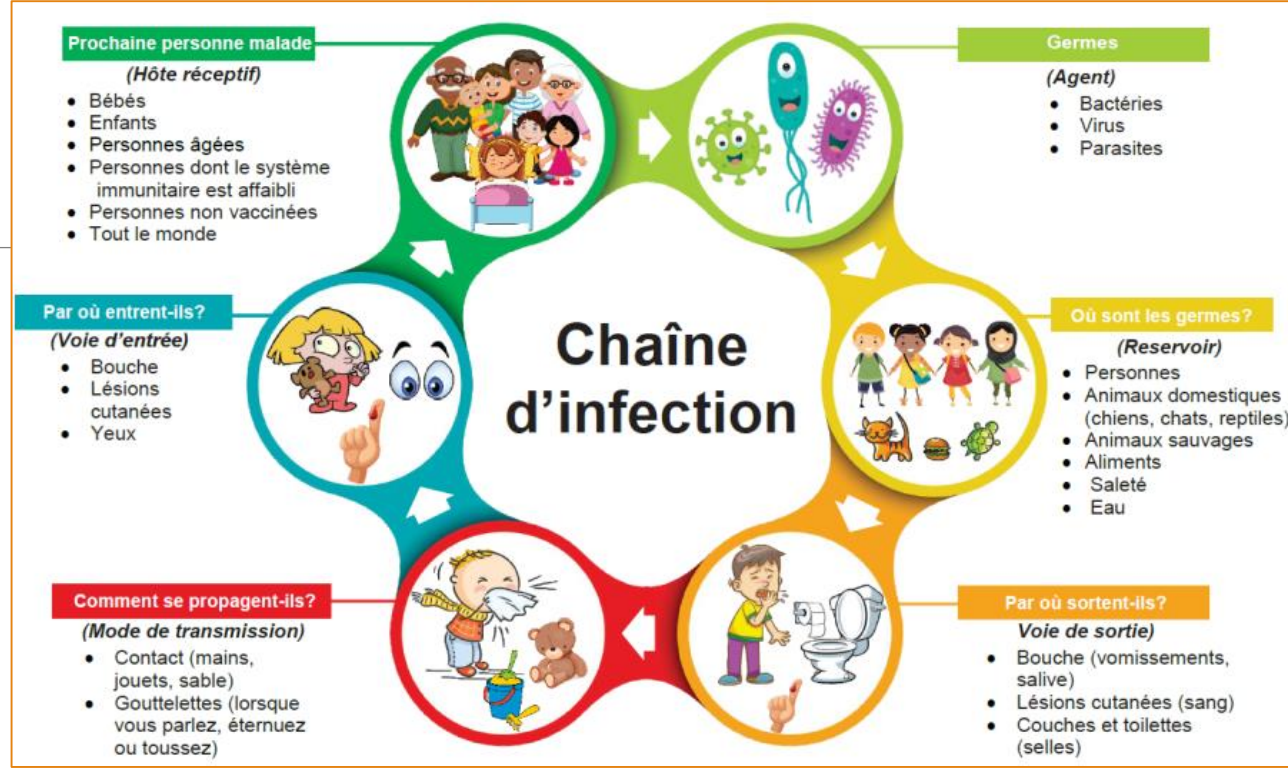 Prochaine personne malade
(Hôte réceptif)
• Bébés
• Enfants
• Personnes âgées
• Personnes dont le système
immunitaire est affaibli
• Personnes non vaccinées
• Tout le monde
Germes
(Agent)
• Bactéries
• Virus
• Parasites
Où sont les germes?
(Reservoir)
• Personnes
• Animaux domestiques
(chiens, chats, reptiles)
• Animaux sauvages
• Aliments
• Saleté
• Eau
Par où sortent-ils?
Voie de sortie)
• Bouche (vomissements,
salive)
• Lésions cutanées (sang)
• Couches et toilettes
(selles)
Comment se propagent-ils?
(Mode de transmission)
• Contact (mains,
jouets, sable)
• Gouttelettes (lorsque
vous parlez, éternuez
ou toussez)
Par où entrent-ils?
(Voie d'entrée)
• Bouche
• Lésions
cutanées
• Yeux
Chaîne
d'infection